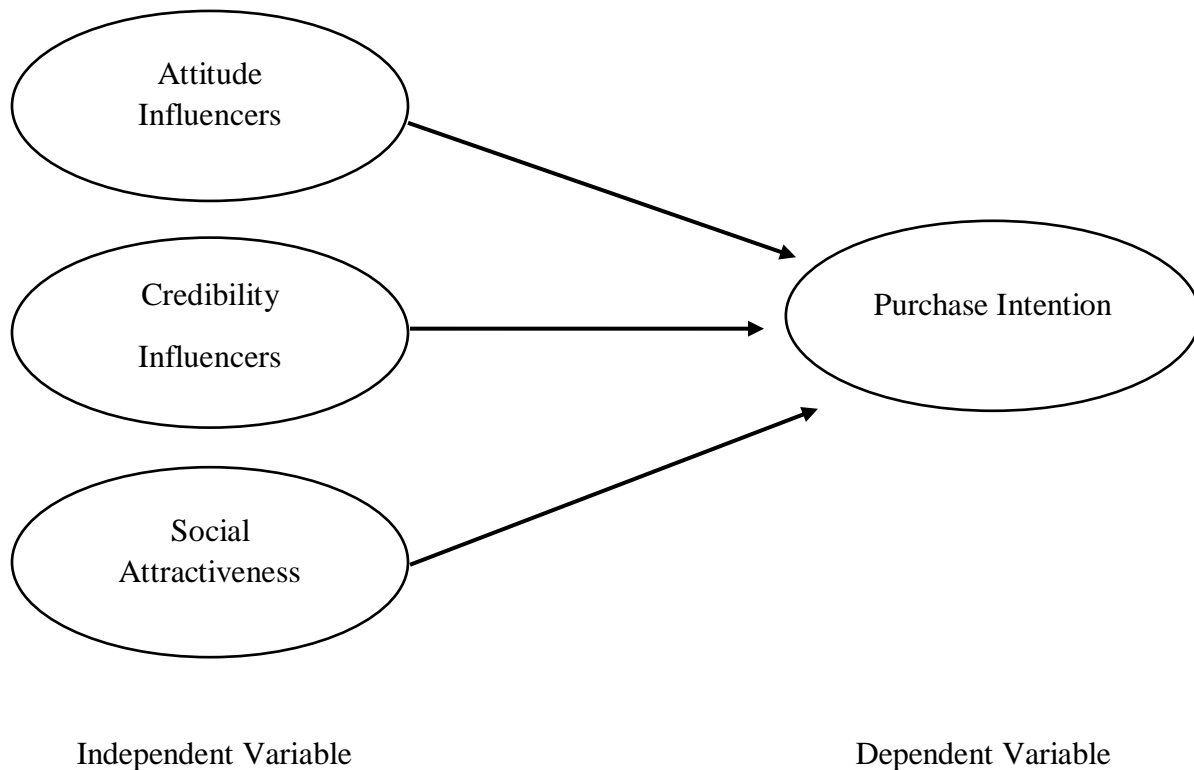 Attitude
Influencers
Credibility
Influencers
Social
Attractiveness
Purchase Intention
Independent Variable
Dependent Variable